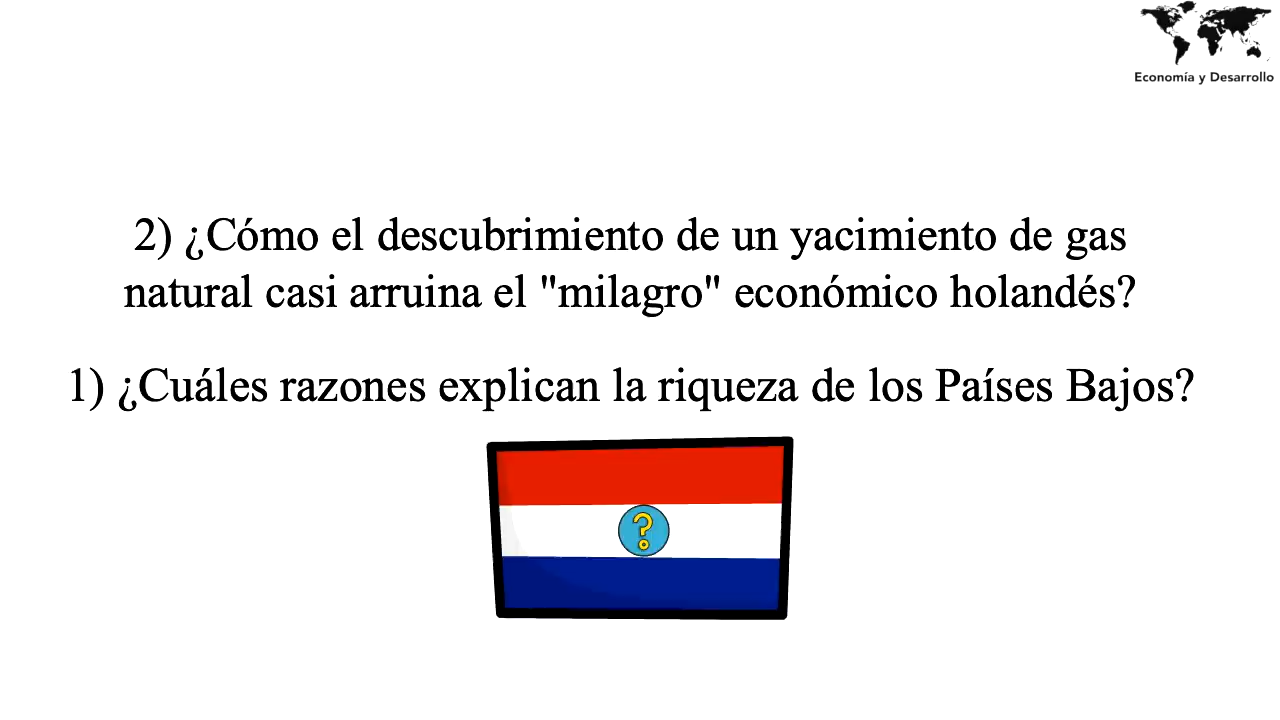 Economía y Desarrollo
2) ¿Cómo el descubrimiento de un yacimiento de gas
natural casi arruina el "milagro" económico holandés?
1) ¿Cuáles razones explican la riqueza de los Países Bajos?
?